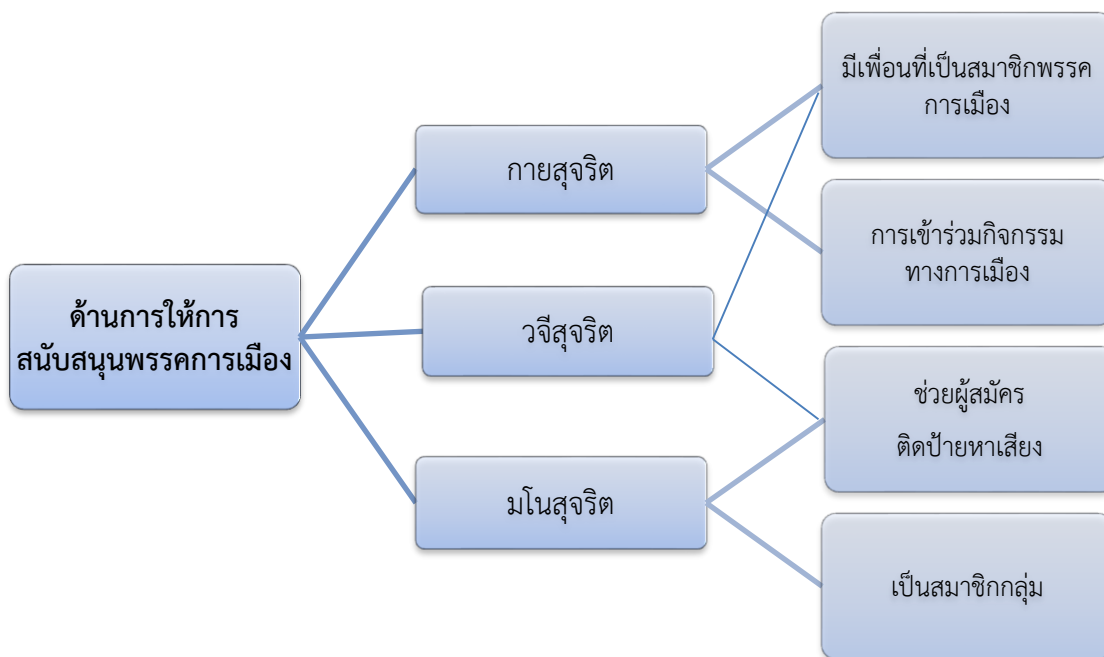 ด้านการให้การ
สนับสนุนพรรคการเมือง
กายสุจริต
วจีสุจริต
มโนสุจริต
มีเพื่อนที่เป็นสมาชิกพรรค
การเมือง
การเข้าร่วมกิจกรรม
ทางการเมือง
ช่วยผู้สมัคร
ติดป้ายหาเสียง
เป็นสมาชิกกลุ่ม